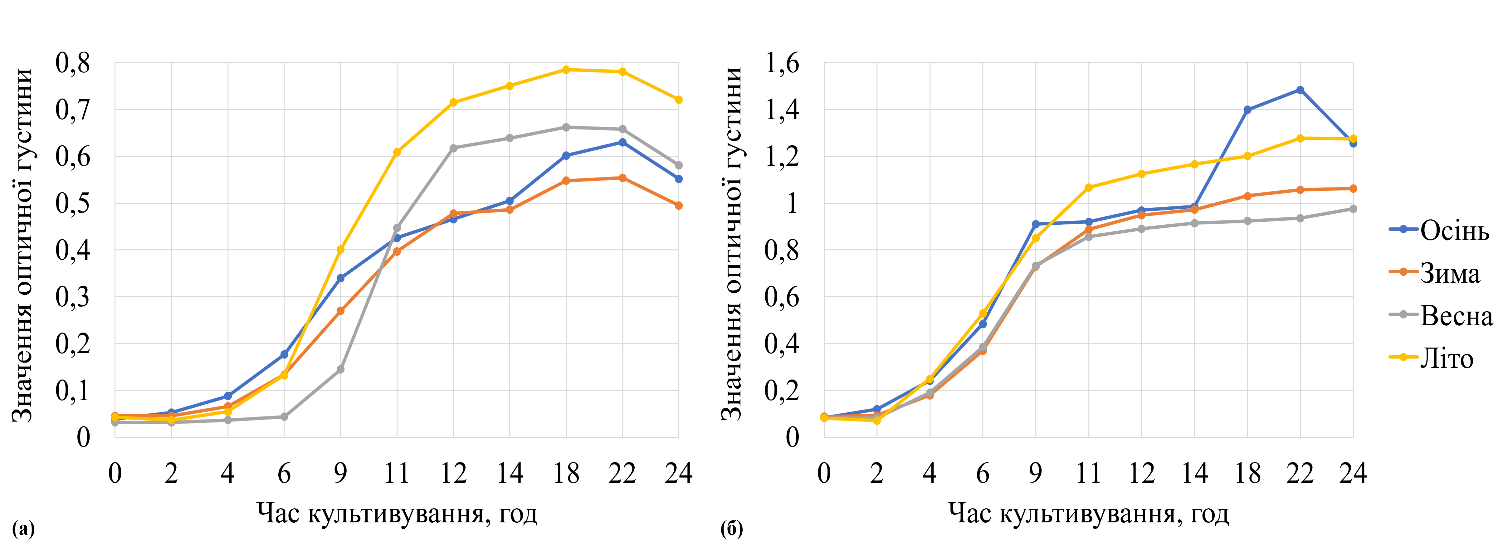 Значення оптичної густини
0,8
0,7
0,6
0,5
0,4
0,3
0,2
0,1
0
0 2 4 6 9 11 12 14 18 22 24
Час культивування, год
(а)
Значення оптичної густини
1,6
1,4
1,2
1
0,8
0,6
0,4
0,2
0
0 2 4 6 9 11 12 14 18 22 24
Час культивування, год
(б)
Осінь
Зима
Весна
Літо